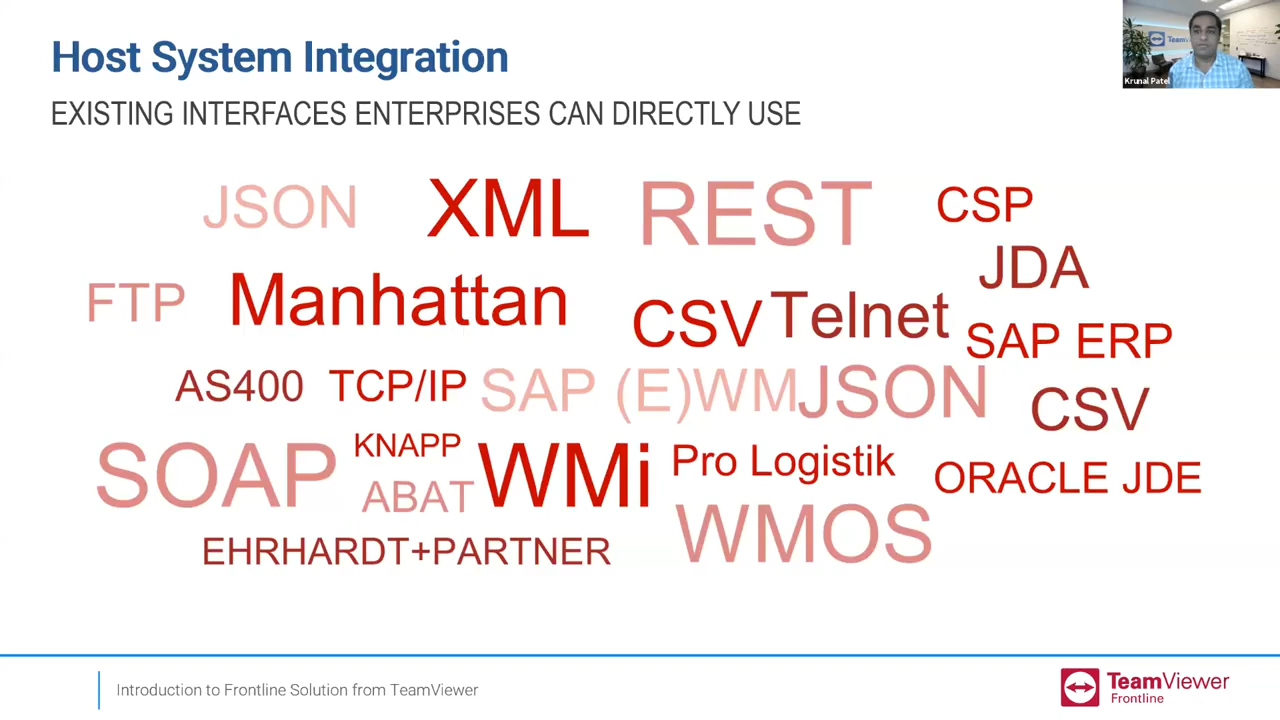 Host System Integration
EXISTING INTERFACES ENTERPRISES CAN DIRECTLY USE
TeamViewer
Krunal Patel
JSON XML REST CSP
JDA
FTP Manhattan CSV Telnet SAP ERP
AS400 TCP/IP SAP (E)WM JSON CSV
SOAP KNAPP WMi Pro Logistik ORACLE JDE
ABAT
EHRHARDT+PARTNER WMOS
Introduction to Frontline Solution from TeamViewer
TeamViewer
Frontline